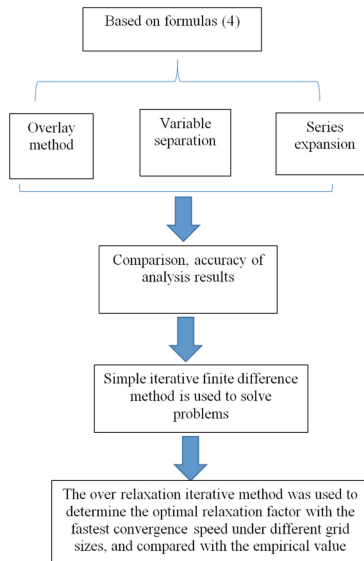 Based on formulas (4)
Overlay
method
Variable
separation
Series
expansion
Comparison, accuracy of
analysis results
Simple iterative finite difference
method is used to solve
problems
The over relaxation iterative method was used to
determine the optimal relaxation factor with the
fastest convergence speed under different grid
sizes, and compared with the empirical value